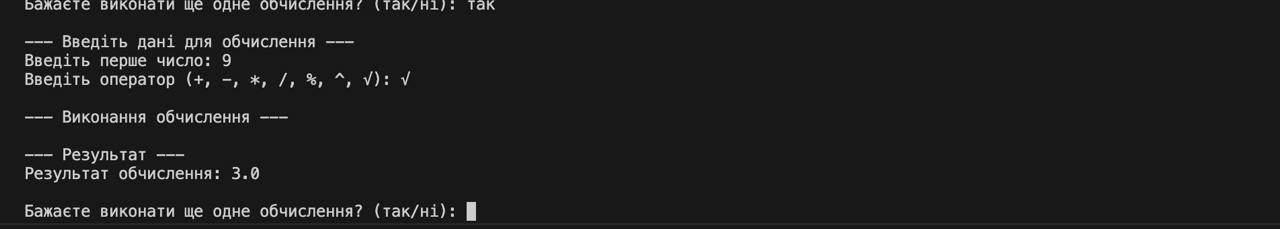 Бажаєте виконати ще одне обчислення? (так/ні): так
--- Введіть дані для обчислення ---
Введіть перше число: 9
Введіть оператор (+, -, *, /, %, ^, √): √
--- Виконання обчислення ---
--- Результат ---
Результат обчислення: 3.0
Бажаєте виконати ще одне обчислення? (так/ні):